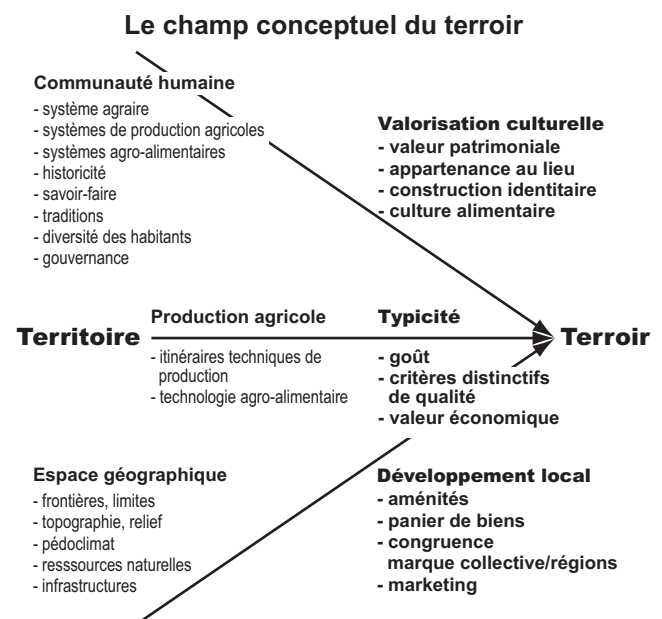 Le champ conceptuel du terroir
Communauté humaine
- système agraire
- systèmes de production agricoles
- systèmes agro-alimentaires
- historicité
- savoir-faire
- traditions
- diversité des habitants
- gouvernance
Valorisation culturelle
- valeur patrimoniale
- appartenance au lieu
- construction identitaire
- culture alimentaire
Territoire
Production agricole
- itinéraires techniques de
production
- technologie agro-alimentaire
Typicité
- goût
- critères distinctifs
de qualité
- valeur économique
Terroir
Espace géographique
- frontières, limites
- topographie, relief
- pédoclimat
- resssources naturelles
- infrastructures
Développement local
- aménités
- panier de biens
- congruence
marque collective/régions
- marketing